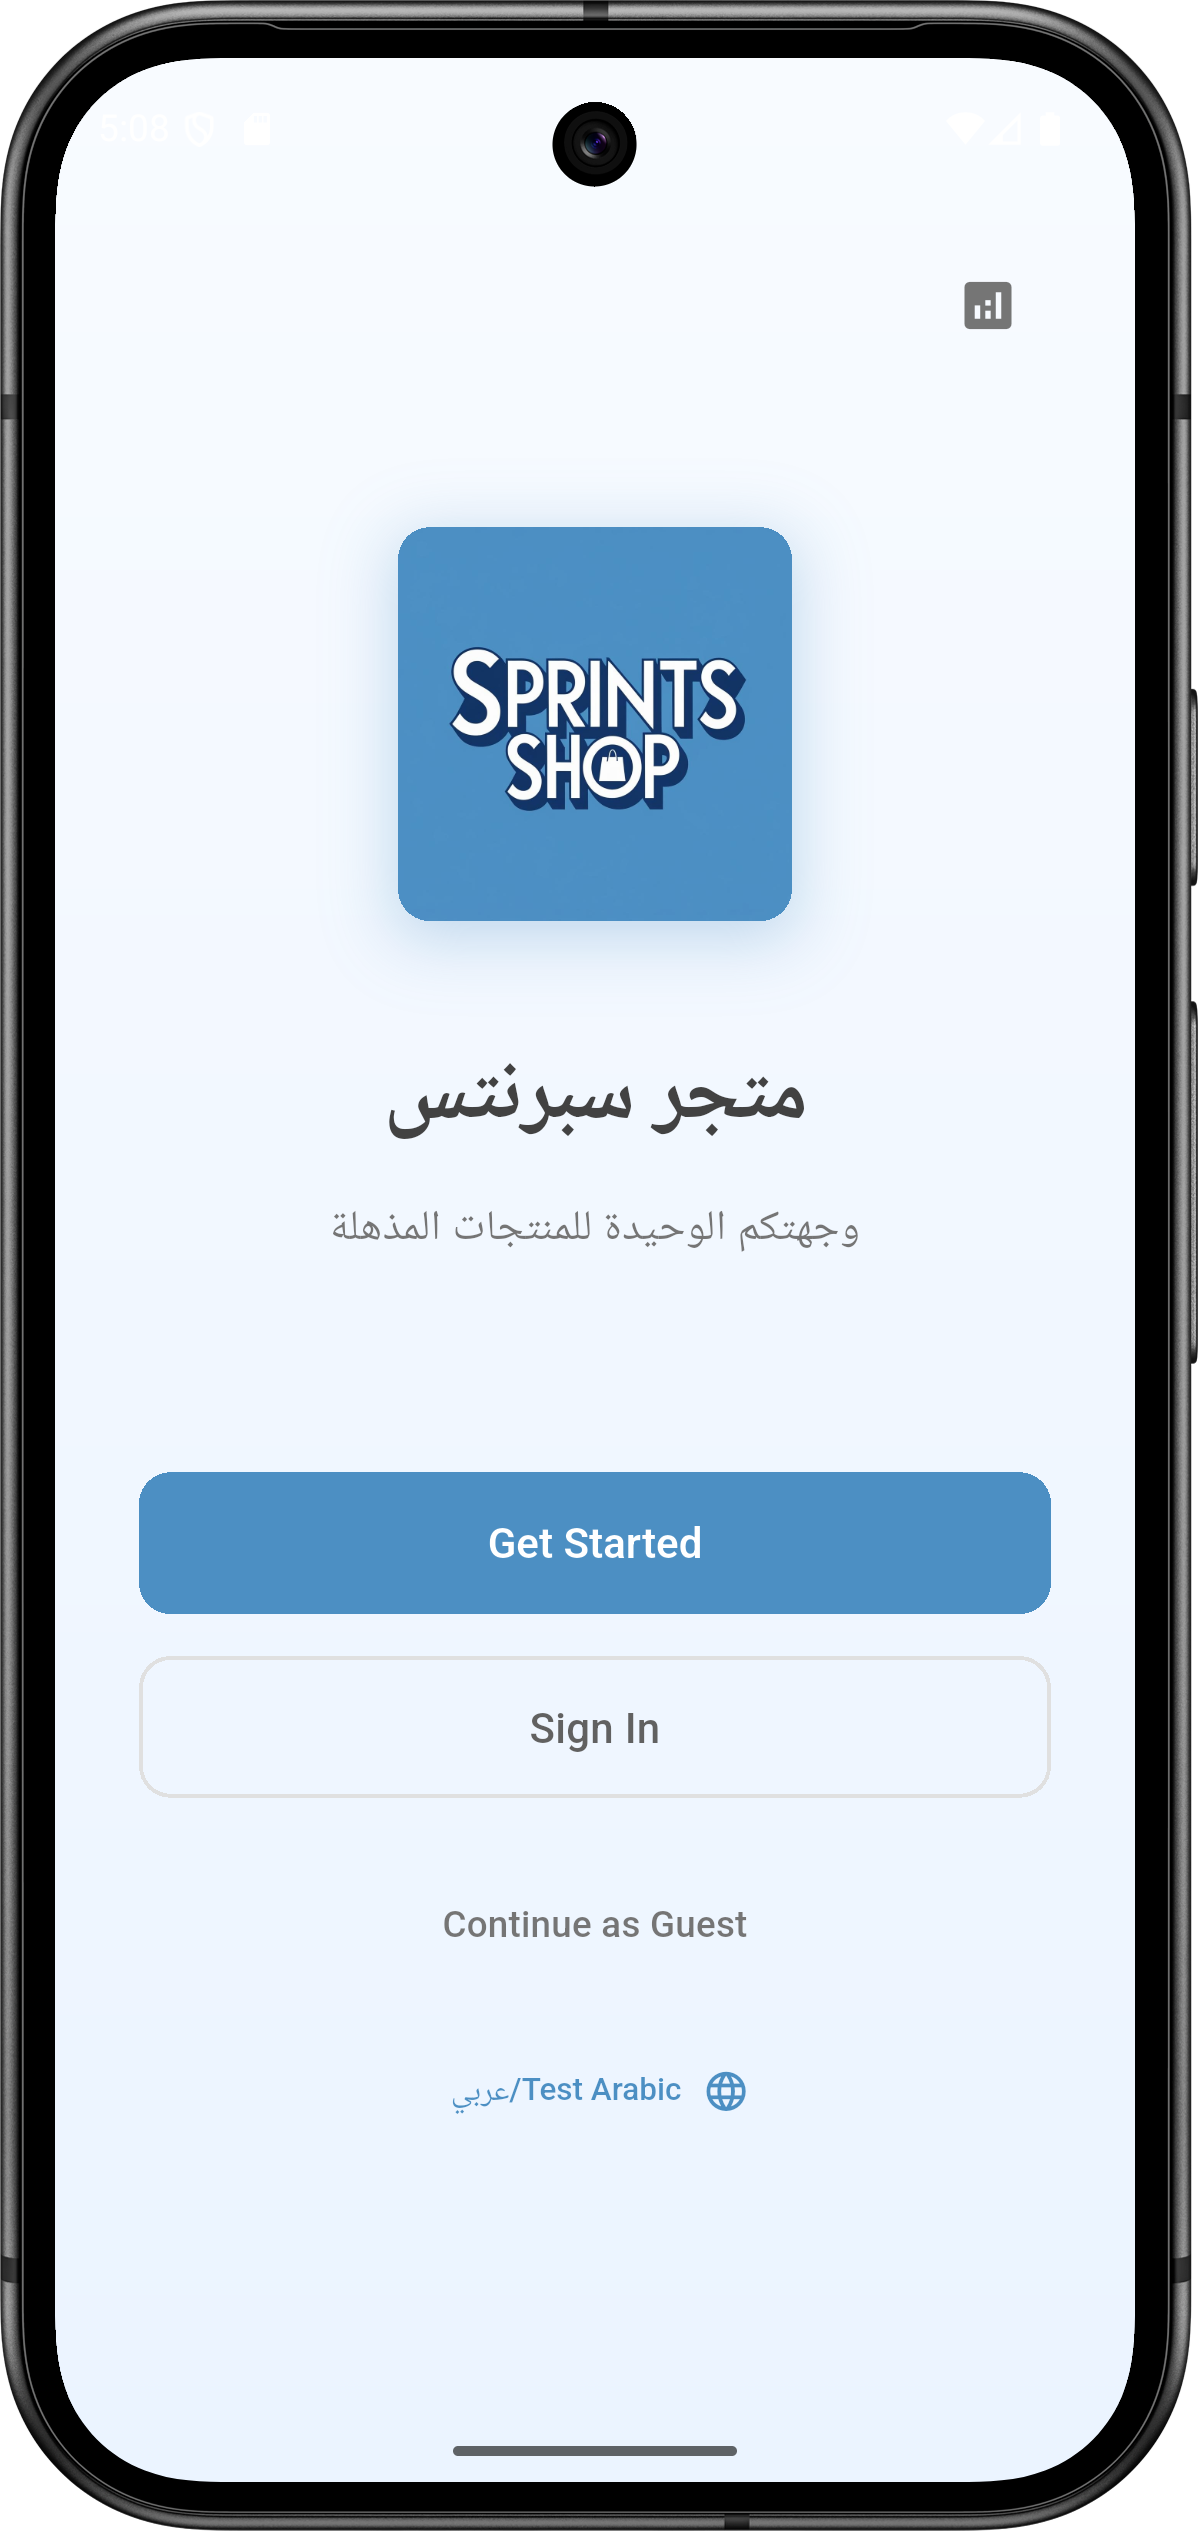 5:08
SPRINTS
SHOP
متجر سبرنتس
وجهتكم الوحيدة للمنتجات المذهلة
Get Started
Sign In
Continue as Guest
Test Arabic/عربي